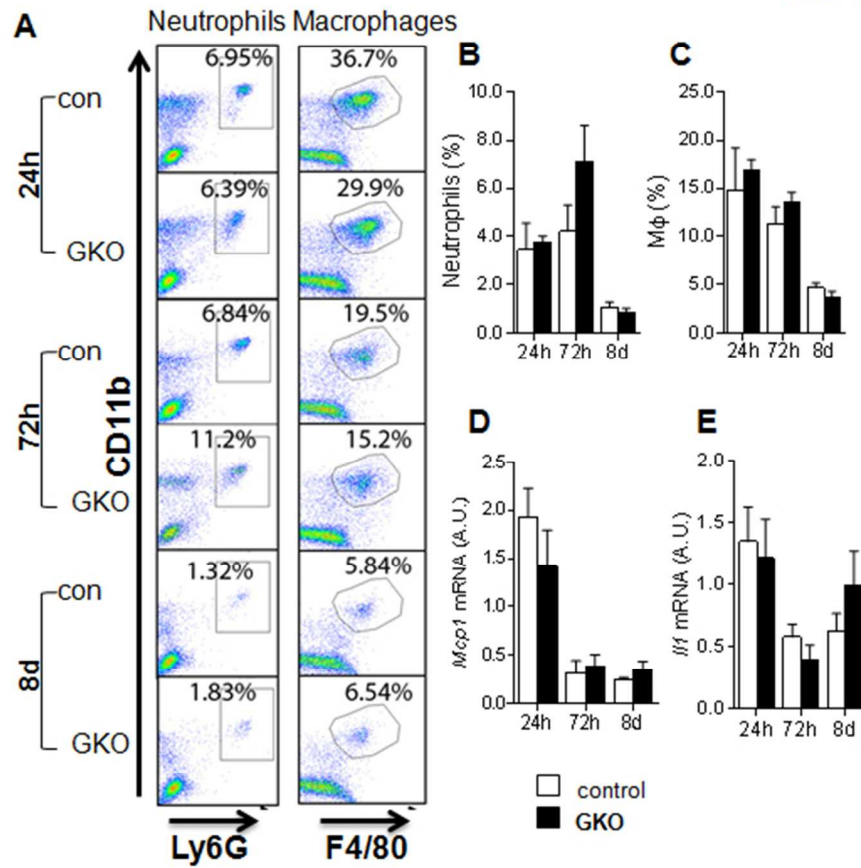 A
Neutrophils Macrophages
24h
72h
8d
con
GKO
con
GKO
con
GKO
CD11b
6.95%
36.7%
6.39%
29.9%
6.84%
19.5%
11.2%
15.2%
1.32%
5.84%
1.83%
6.54%
Ly6G
F4/80
B
Neutrophils (%)
10.0
8.0
6.0
4.0
2.0
0.0
24h 72h 8d
C
Mϕ (%)
25.0
20.0
15.0
10.0
5.0
0.0
24h 72h 8d
D
Mcp1 mRNA (A.U.)
2.5
2.0
1.5
1.0
0.5
0.0
24h 72h 8d
E
Il1 mRNA (A.U.)
2.0
1.5
1.0
0.5
0.0
24h 72h 8d
control
GKO